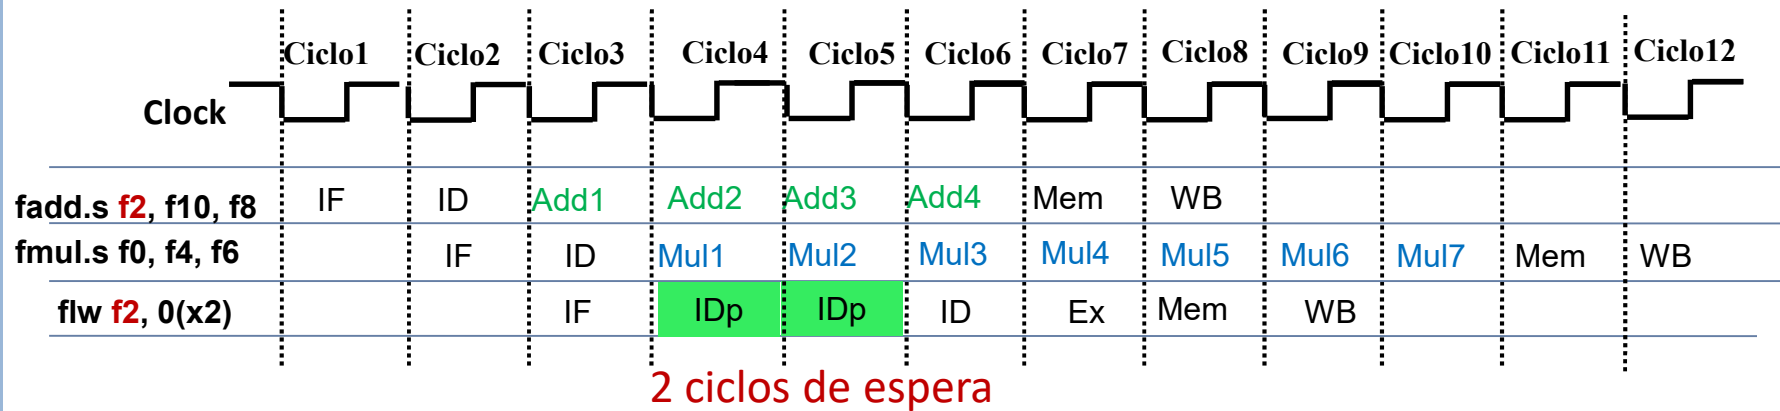 Ciclo1 Ciclo2 Ciclo3 Ciclo4 Ciclo5 Ciclo6 Ciclo7 Ciclo8 Ciclo9 Ciclo10 Ciclo11 Ciclo12
Clock
fadd.s f2, f10, f8 IF ID Add1 Add2 Add3 Add4 Mem WB
fmul.s f0, f4, f6 IF ID Mul1 Mul2 Mul3 Mul4 Mul5 Mul6 Mul7 Mem WB
flw f2, 0(x2) IF IDp IDp ID Ex Mem WB
2 ciclos de espera